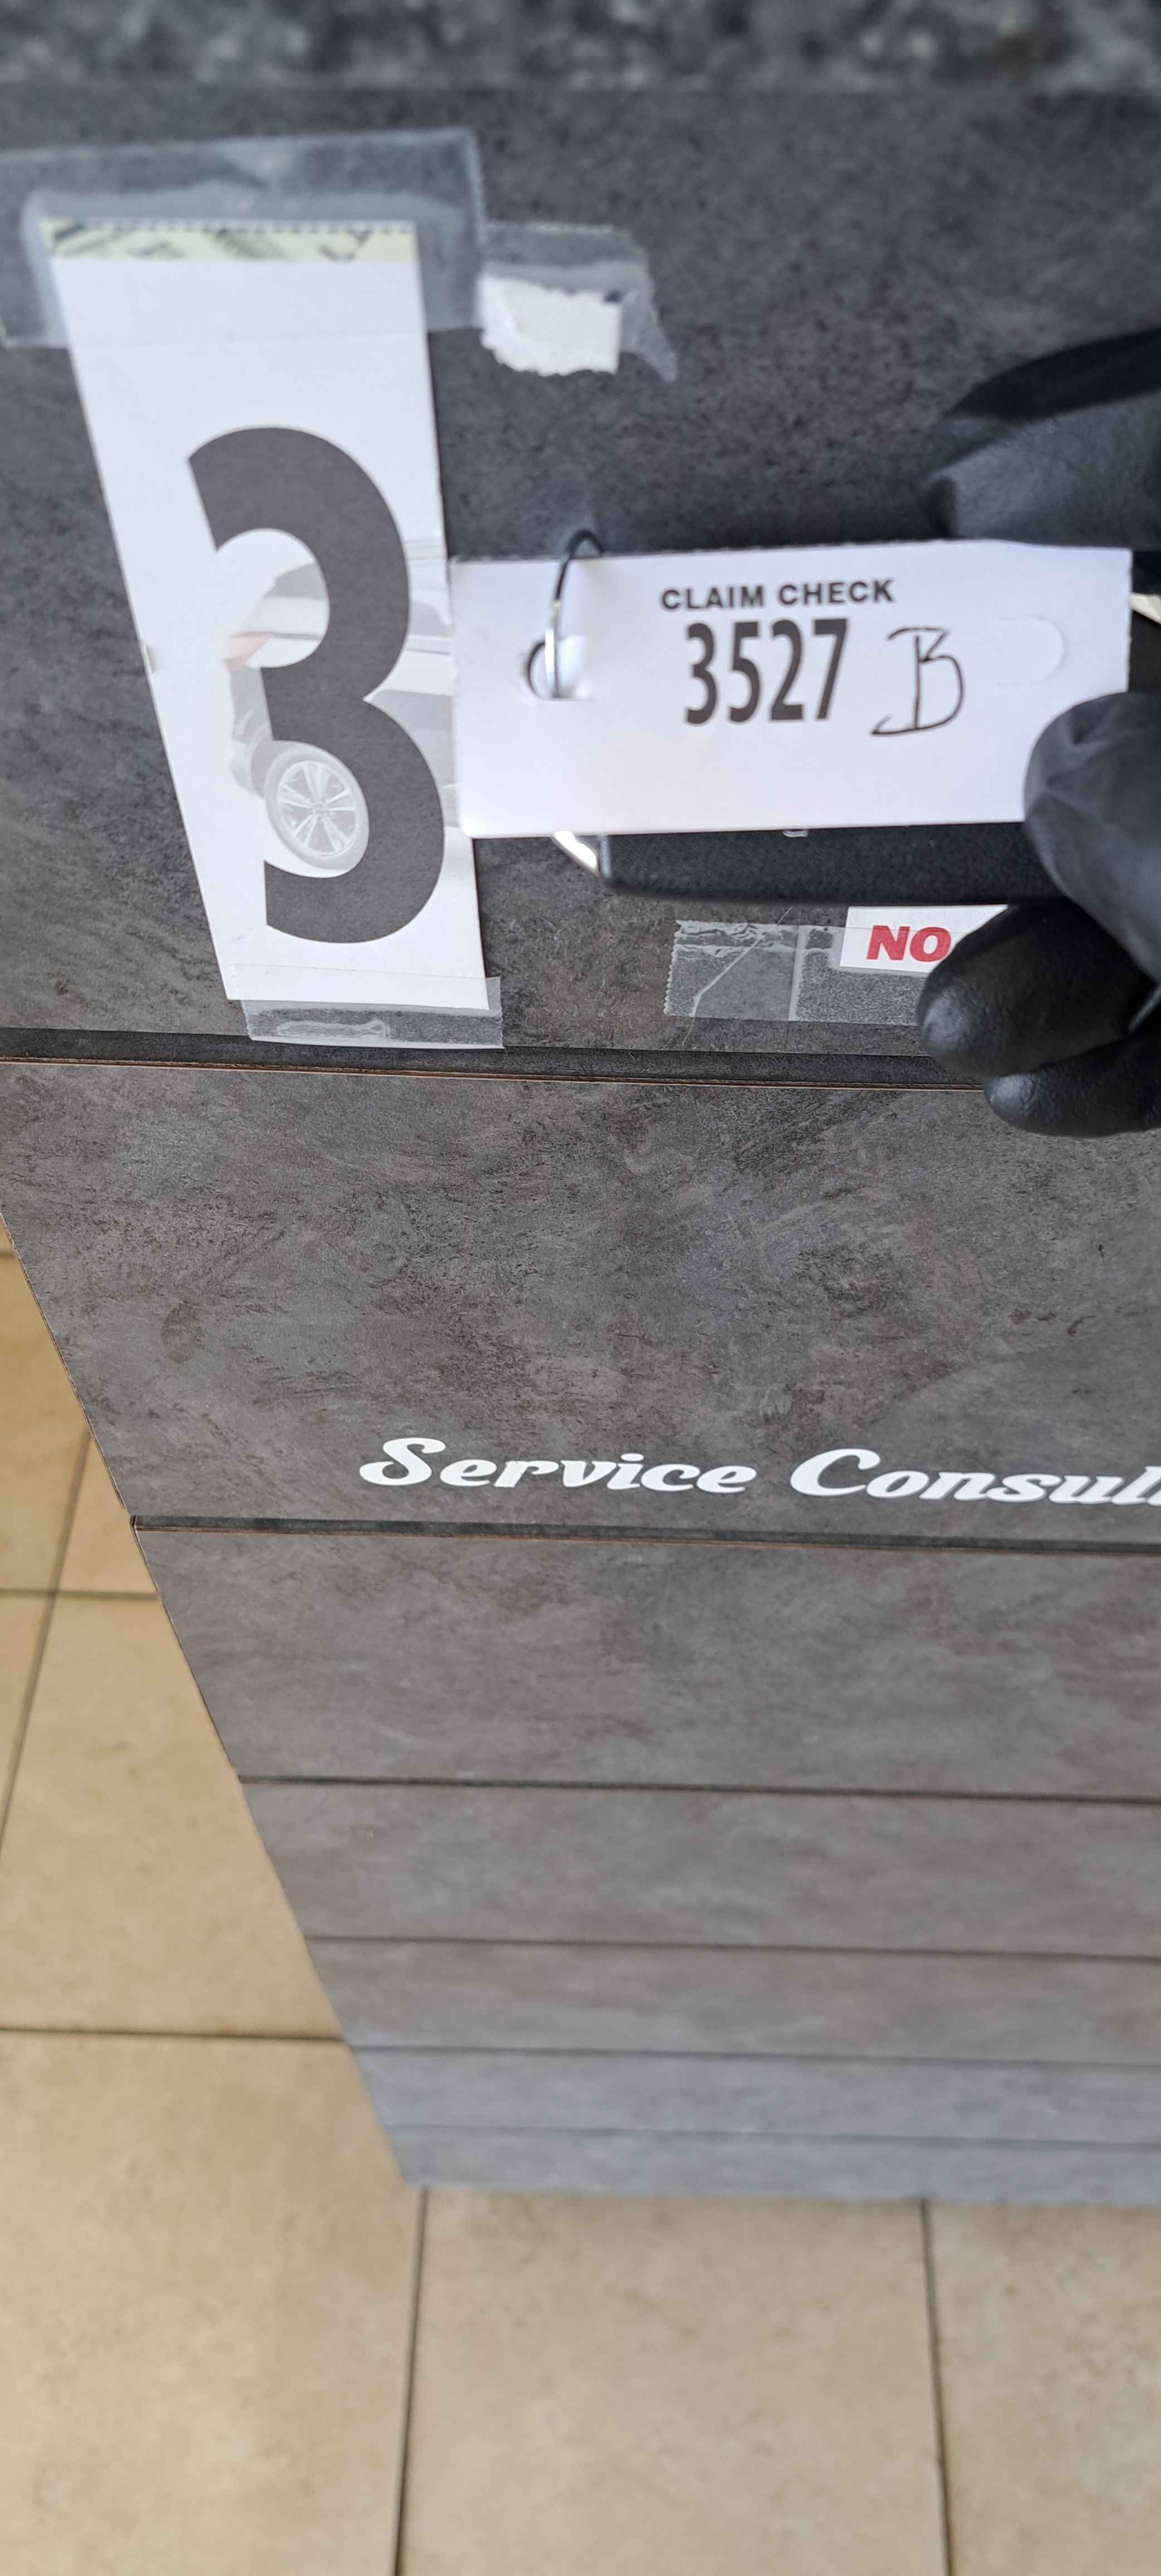 3
CLAIM CHECK
3527 B
NO
Service Consul